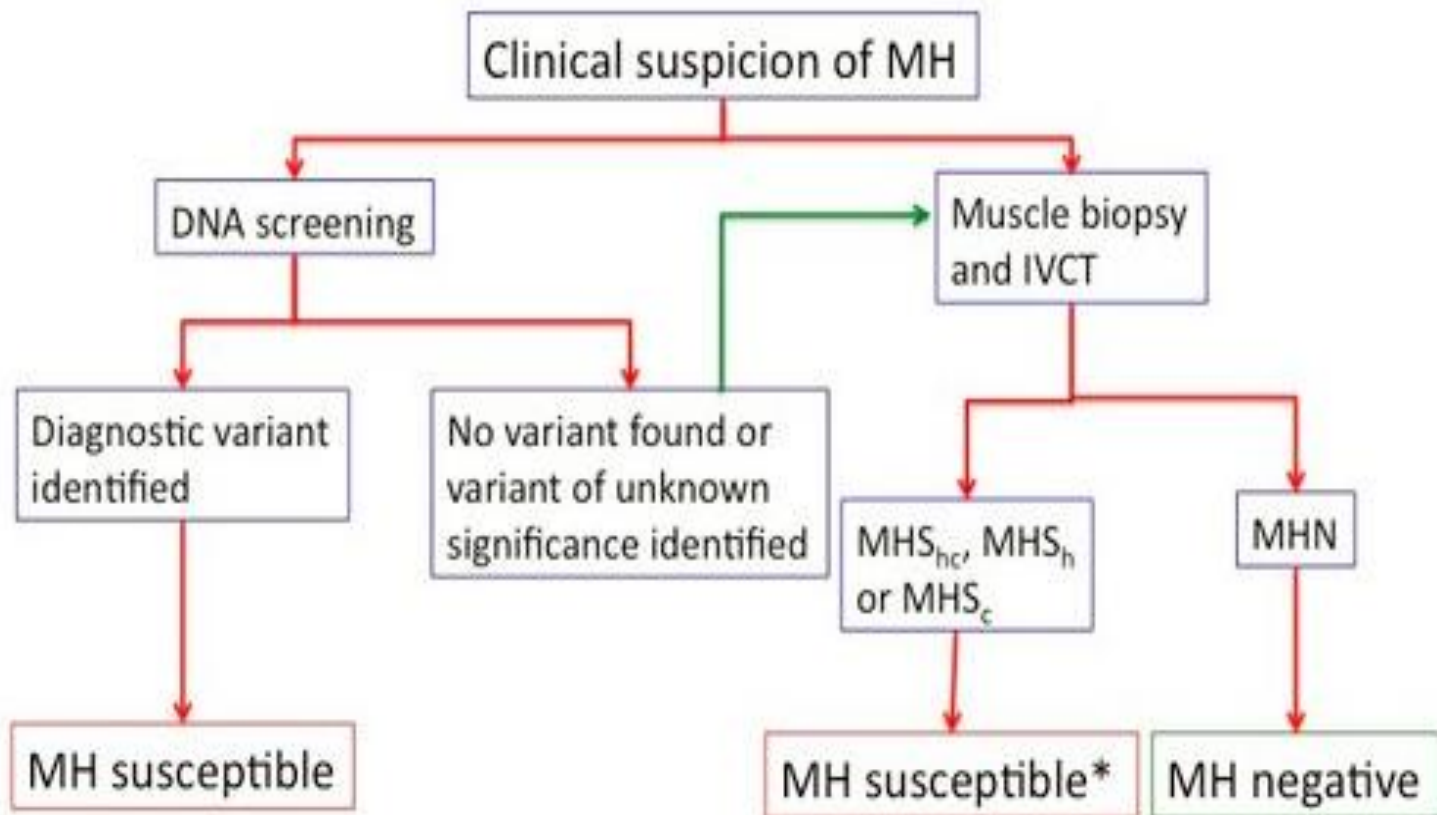 Clinical suspicion of MH
DNA screening
Muscle biopsy
and IVCT
Diagnostic variant
identified
No variant found or
variant of unknown
significance identified
MHShc, MHSh
or MHSc
MHN
MH susceptible
MH susceptible*
MH negative